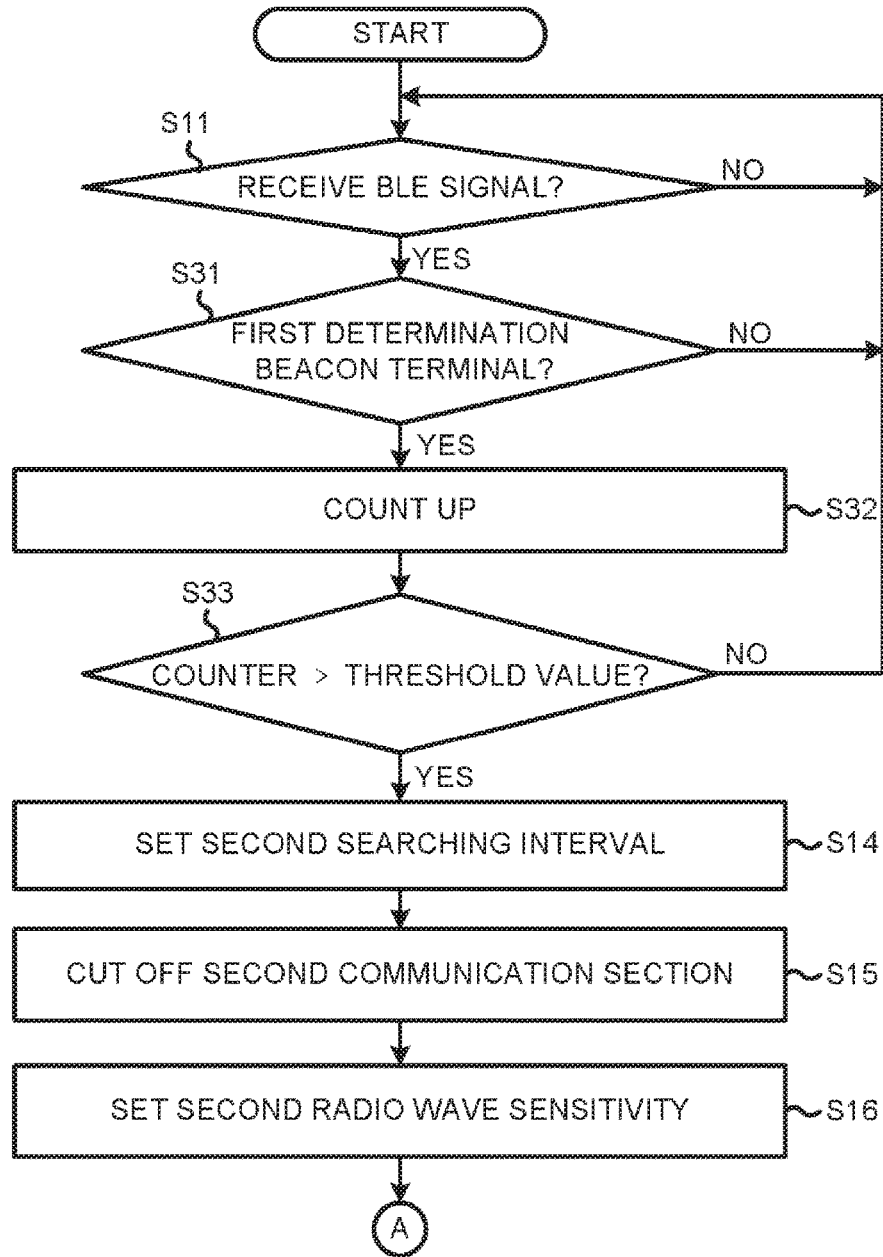 START
S11
RECEIVE BLE SIGNAL?
NO
YES
S31
FIRST DETERMINATION
BEACON TERMINAL?
NO
YES
COUNT UP
S32
S33
COUNTER > THRESHOLD VALUE?
NO
YES
SET SECOND SEARCHING INTERVAL
S14
CUT OFF SECOND COMMUNICATION SECTION
S15
SET SECOND RADIO WAVE SENSITIVITY
S16
A